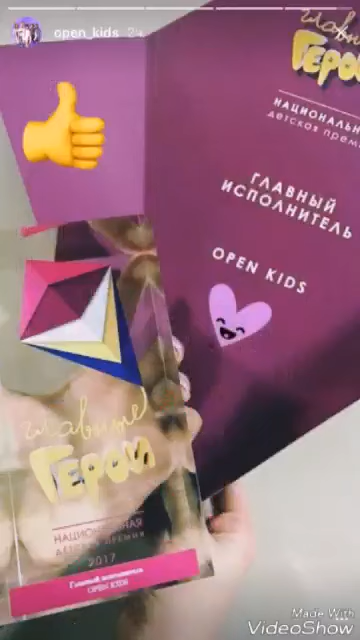 open_kids 2ч
главные
ГЕРОИ
НАЦИОНАЛЬНАЯ
детская премия
ГЛАВНЫЙ
ИСПОЛНИТЕЛЬ
OPEN KIDS
главные
ГЕРОИ
НАЦИОНАЛЬНАЯ
ДЕТСКАЯ ПРЕМИЯ
2017
Главный исполнитель
OPEN KIDS
Made With
VideoShow